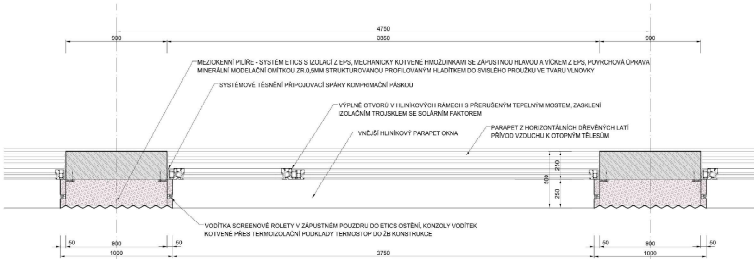 4750
900
3850
900
MEZIOKENNÍ PILÍŘE - SYSTÉM ETICS S IZOLACÍ Z EPS, MECHANICKY KOTVENÉ HMOŽDINKAMI SE ZÁPUSTNOU HLAVOU A VÍČKEM Z EPS, POVRCHOVÁ ÚPRAVA
MINERÁLNÍ MODELAČNÍ OMÍTKOU ZR.0,5MM STRUKTUROVANOU PROFILOVANÝM HLADÍTKEM DO SVISLÉHO PROUŽKU VE TVARU VLNOVKY
SYSTÉMOVÉ TĚSNĚNÍ PŘIPOJOVACÍ SPÁRY KOMPRIMAČNÍ PÁSKOU
VÝPLNĚ OTVORŮ V HLINÍKOVÝCH RÁMECH S PŘERUŠENÝM TEPELNÝM MOSTEM, ZASKLENÍ
IZOLAČNÍM TROJSKLEM SE SOLÁRNÍM FAKTOREM
VNĚJŠÍ HLINÍKOVÝ PARAPET OKNA
PARAPET Z HORIZONTÁLNÍCH DŘEVĚNÝCH LATÍ
PŘÍVOD VZDUCHU K OTOPNÝM TĚLESŮM
210
250
VODÍTKA SCREENOVÉ ROLETY V ZÁPUSTNÉM POUZDRU DO ETICS OSTĚNÍ, KONZOLY VODÍTEK
KOTVENÉ PŘES TERMOIZOLAČNÍ PODKLADY TERMOSTOP DO ŽB KONSTRUKCE
50
900
50
50
900
50
1000
3750
1000